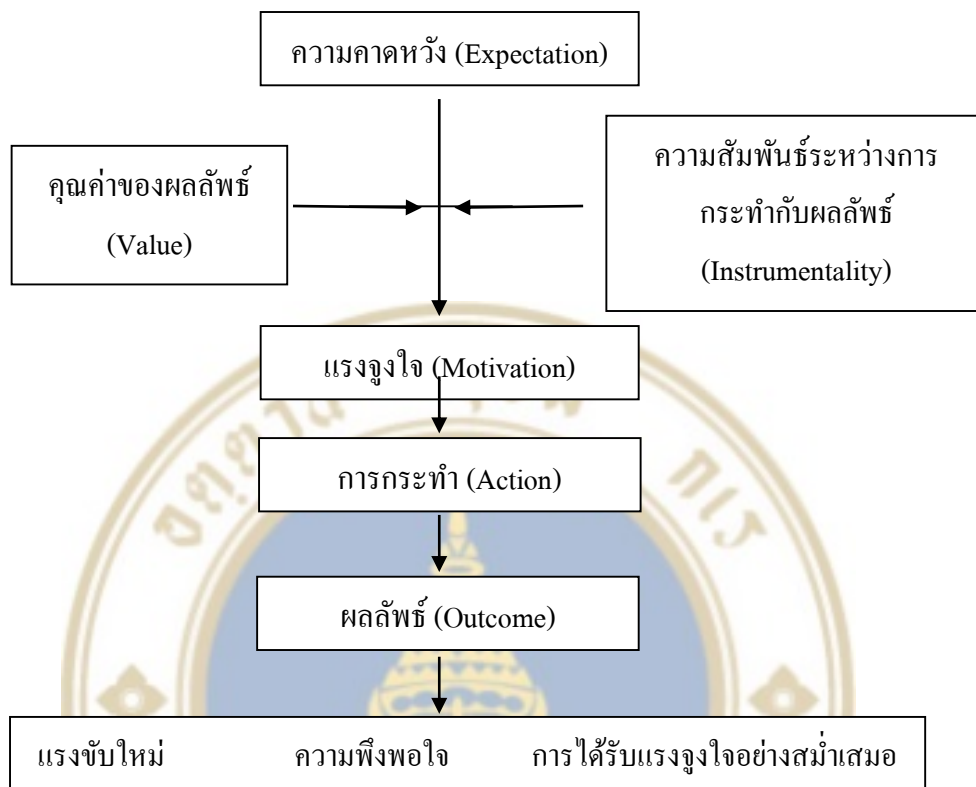 ความคาดหวัง (Expectation)
คุณค่าของผลลัพธ์
(Value)
ความสัมพันธ์ระหว่างการ
กระทำกับผลลัพธ์
(Instrumentality)
แรงจูงใจ (Motivation)
การกระทำ (Action)
ผลลัพธ์ (Outcome)
แรงขับใหม่ ความพึงพอใจ การได้รับแรงจูงใจอย่างสม่ำเสมอ